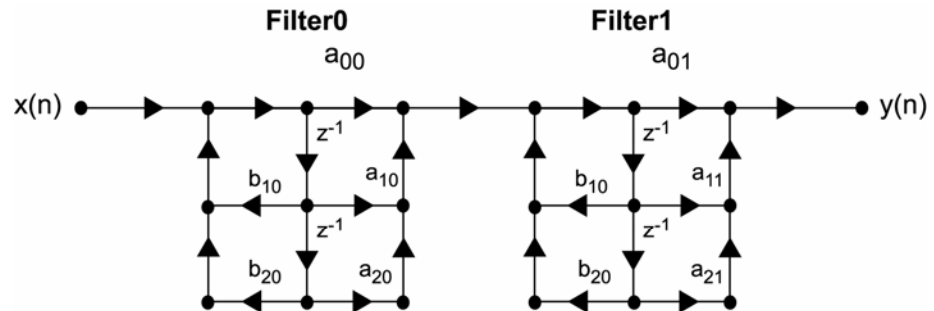 Filter0 Filter1
a00 a01
x(n) y(n)
z-1 z-1
b10 a10 b10 a11
z-1 z-1
b20 a20 b20 a21